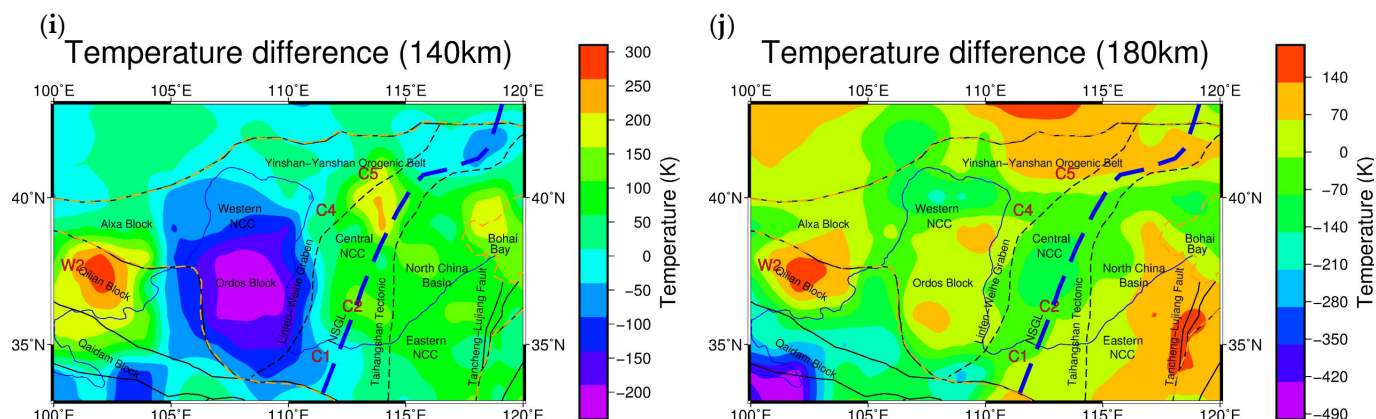 (i)
Temperature difference (140km)
100°E 105°E 110°E 115°E 120°E
40°N
35°N
Yinshan-Yanshan Orogenic Belt
C5
Western
NCC
C4
Alxa Block
Central
NCC
Bohai
Bay
W2
Qilian Block
Ordos Block
Linfen-Weihe Graben
North China
Basin
C2
NSGL
Taihangshan Tectonic
Eastern
NCC
Tancheng-Lujiang Fault
C1
Qaidam Block
100°E 105°E 110°E 115°E 120°E
300
250
200
150
100
50
0
-50
-100
-150
-200
Temperature (K)
(j)
Temperature difference (180km)
100°E 105°E 110°E 115°E 120°E
40°N
35°N
Yinshan-Yanshan Orogenic Belt
C5
Western
NCC
C4
Alxa Block
Central
NCC
Bohai
Bay
W2
Qilian Block
Ordos Block
Linfen-Weihe Graben
North China
Basin
C2
NSGL
Taihangshan Tectonic
Eastern
NCC
Tancheng-Lujiang Fault
C1
Qaidam Block
100°E 105°E 110°E 115°E 120°E
140
70
0
-70
-140
-210
-280
-350
-420
-490
Temperature (K)